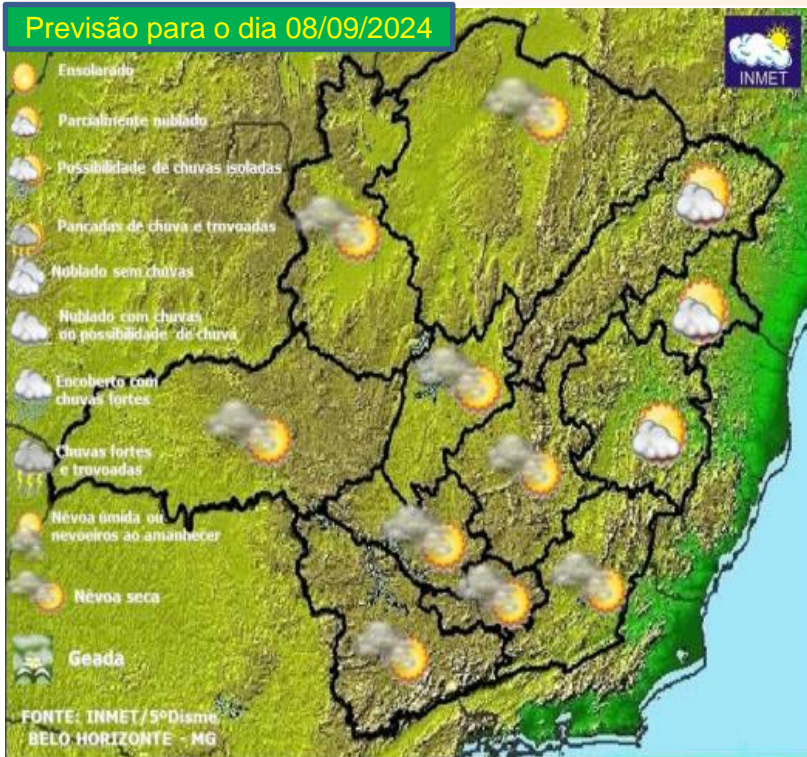 Previsão para o dia 08/09/2024
INMET
Ensolarado
Parcialmente nublado
Possibilidade de chuvas isoladas
Pancadas de chuva e trovoadas
Noblado sem chuvas
Nublado com chuvas
ou possibilidade de chuva
Encoberto com
chuvas fortes
Chuvas fortes
e trovoadas
Névoa úmida ou
nevoeiros ao amanhecer
Névoa seca
Geada
FONTE: INMET/5ºDisme
BELO HORIZONTE - MG